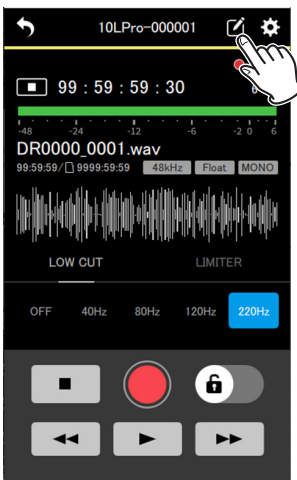 10LPro-000001
99 : 59 : 59 : 30
-48 -24 -12 -6 -2 0 6
DR0000_0001.wav
99:59:59/ 9999:59:59 48kHz Float MONO
LOW CUT LIMITER
OFF 40Hz 80Hz 120Hz 220Hz